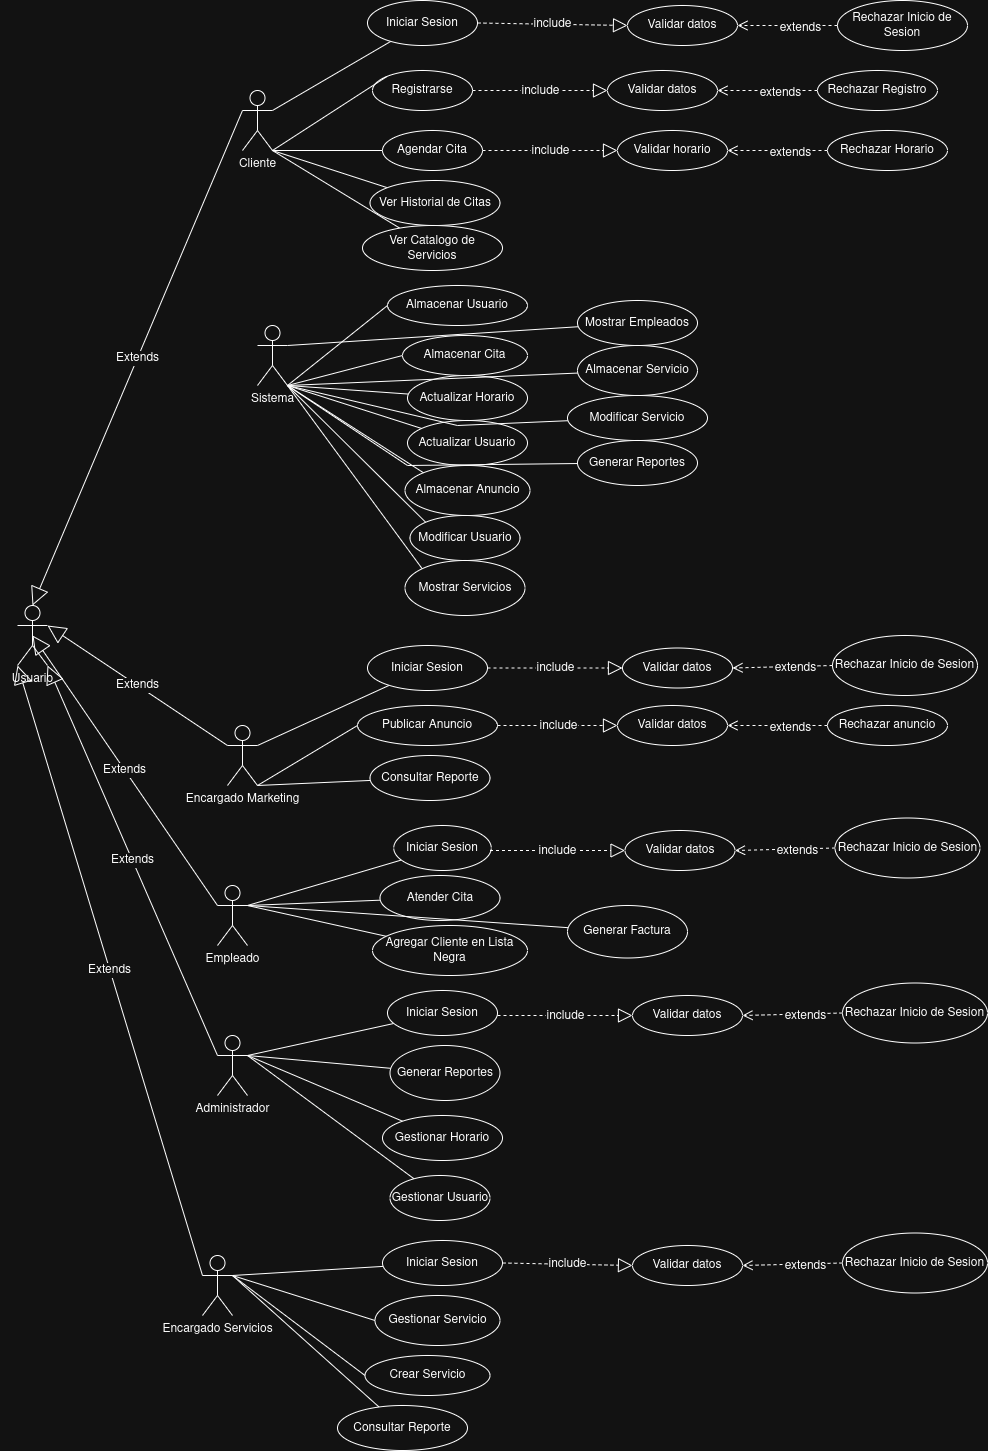 Iniciar Sesion
include
Validar datos
extends
Rechazar Inicio de
Sesion
Registrarse
include
Validar datos
extends
Rechazar Registro
Cliente
Agendar Cita
include
Validar horario
extends
Rechazar Horario
Ver Historial de Citas
Ver Catalogo de
Servicios
Extends
Sistema
Almacenar Usuario
Mostrar Empleados
Almacenar Cita
Almacenar Servicio
Actualizar Horario
Modificar Servicio
Actualizar Usuario
Generar Reportes
Almacenar Anuncio
Modificar Usuario
Mostrar Servicios
Usuario
Extends
Iniciar Sesion
include
Validar datos
extends
Rechazar Inicio de Sesion
Publicar Anuncio
include
Validar datos
extends
Rechazar anuncio
Consultar Reporte
Encargado Marketing
Extends
Iniciar Sesion
include
Validar datos
extends
Rechazar Inicio de Sesion
Atender Cita
Generar Factura
Agregar Cliente en Lista
Negra
Empleado
Extends
Iniciar Sesion
include
Validar datos
extends
Rechazar Inicio de Sesion
Generar Reportes
Administrador
Gestionar Horario
Gestionar Usuario
Extends
Iniciar Sesion
include
Validar datos
extends
Rechazar Inicio de Sesion
Encargado Servicios
Gestionar Servicio
Crear Servicio
Consultar Reporte